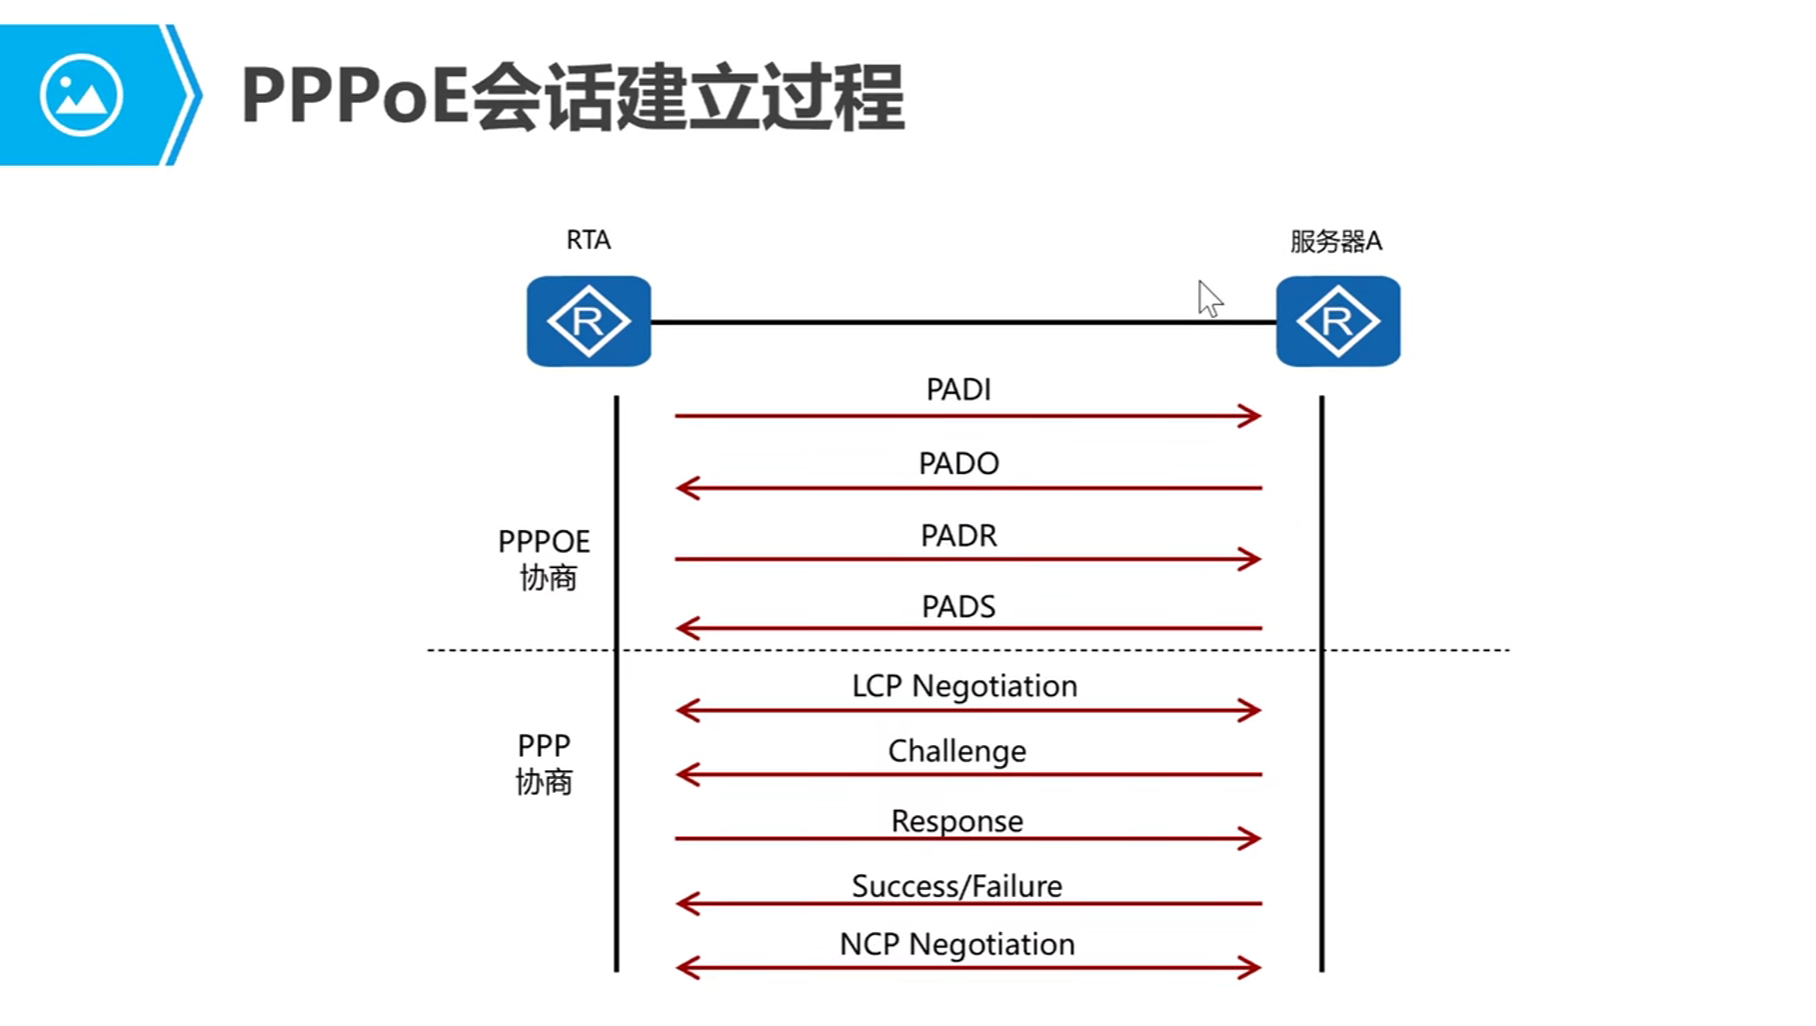 PPPoE会话建立过程
RTA
服务器A
R
R
PADI
PADO
PADR
PADS
PPPOE
协商
LCP Negotiation
Challenge
Response
Success/Failure
NCP Negotiation
PPP
协商